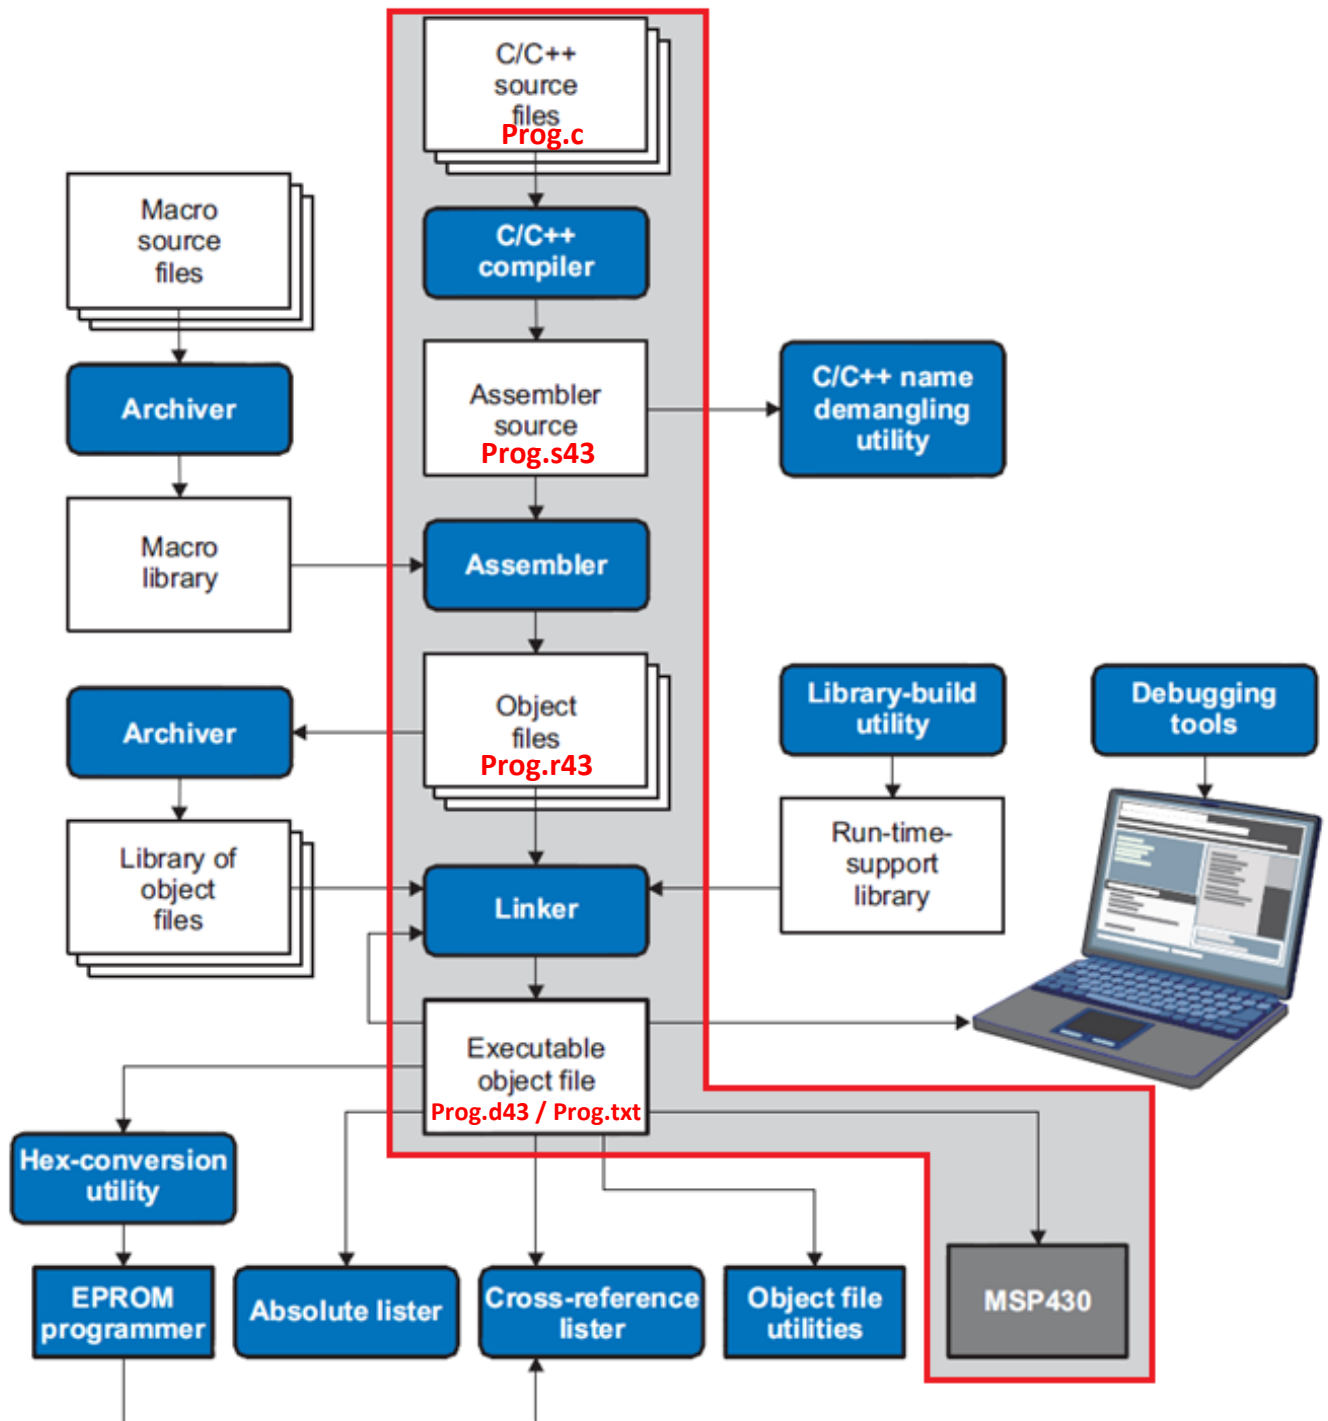 C/C++
source
files
Prog.c
Macro
source
files
C/C++
compiler
Archiver
Assembler
source
Prog.s43
C/C++ name
demangling
utility
Macro
library
Assembler
Archiver
Object
files
Prog.r43
Library-build
utility
Debugging
tools
Library of
object
files
Linker
Run-time-
support
library
Executable
object file
Prog.d43 / Prog.txt
Hex-conversion
utility
EPROM
programmer
Absolute lister
Cross-reference
lister
Object file
utilities
MSP430